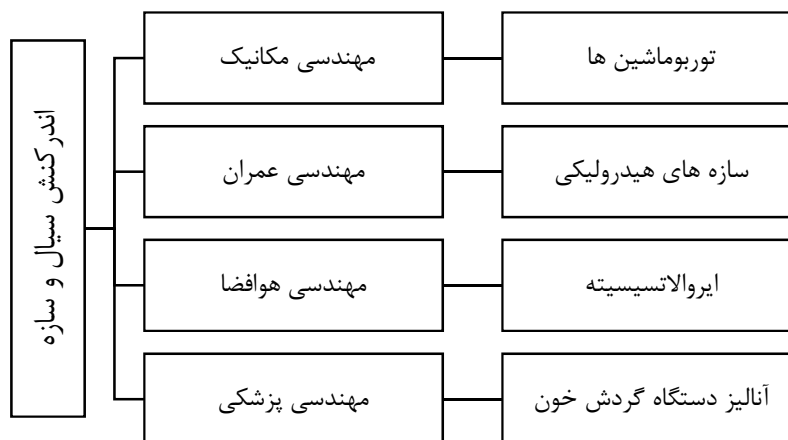 اندرکنش سیال و سازه
مهندسی مکانیک
توربوماشین ها
مهندسی عمران
سازه های هیدرولیکی
مهندسی هوافضا
ایروالاتسیسیته
مهندسی پزشکی
آنالیز دستگاه گردش خون